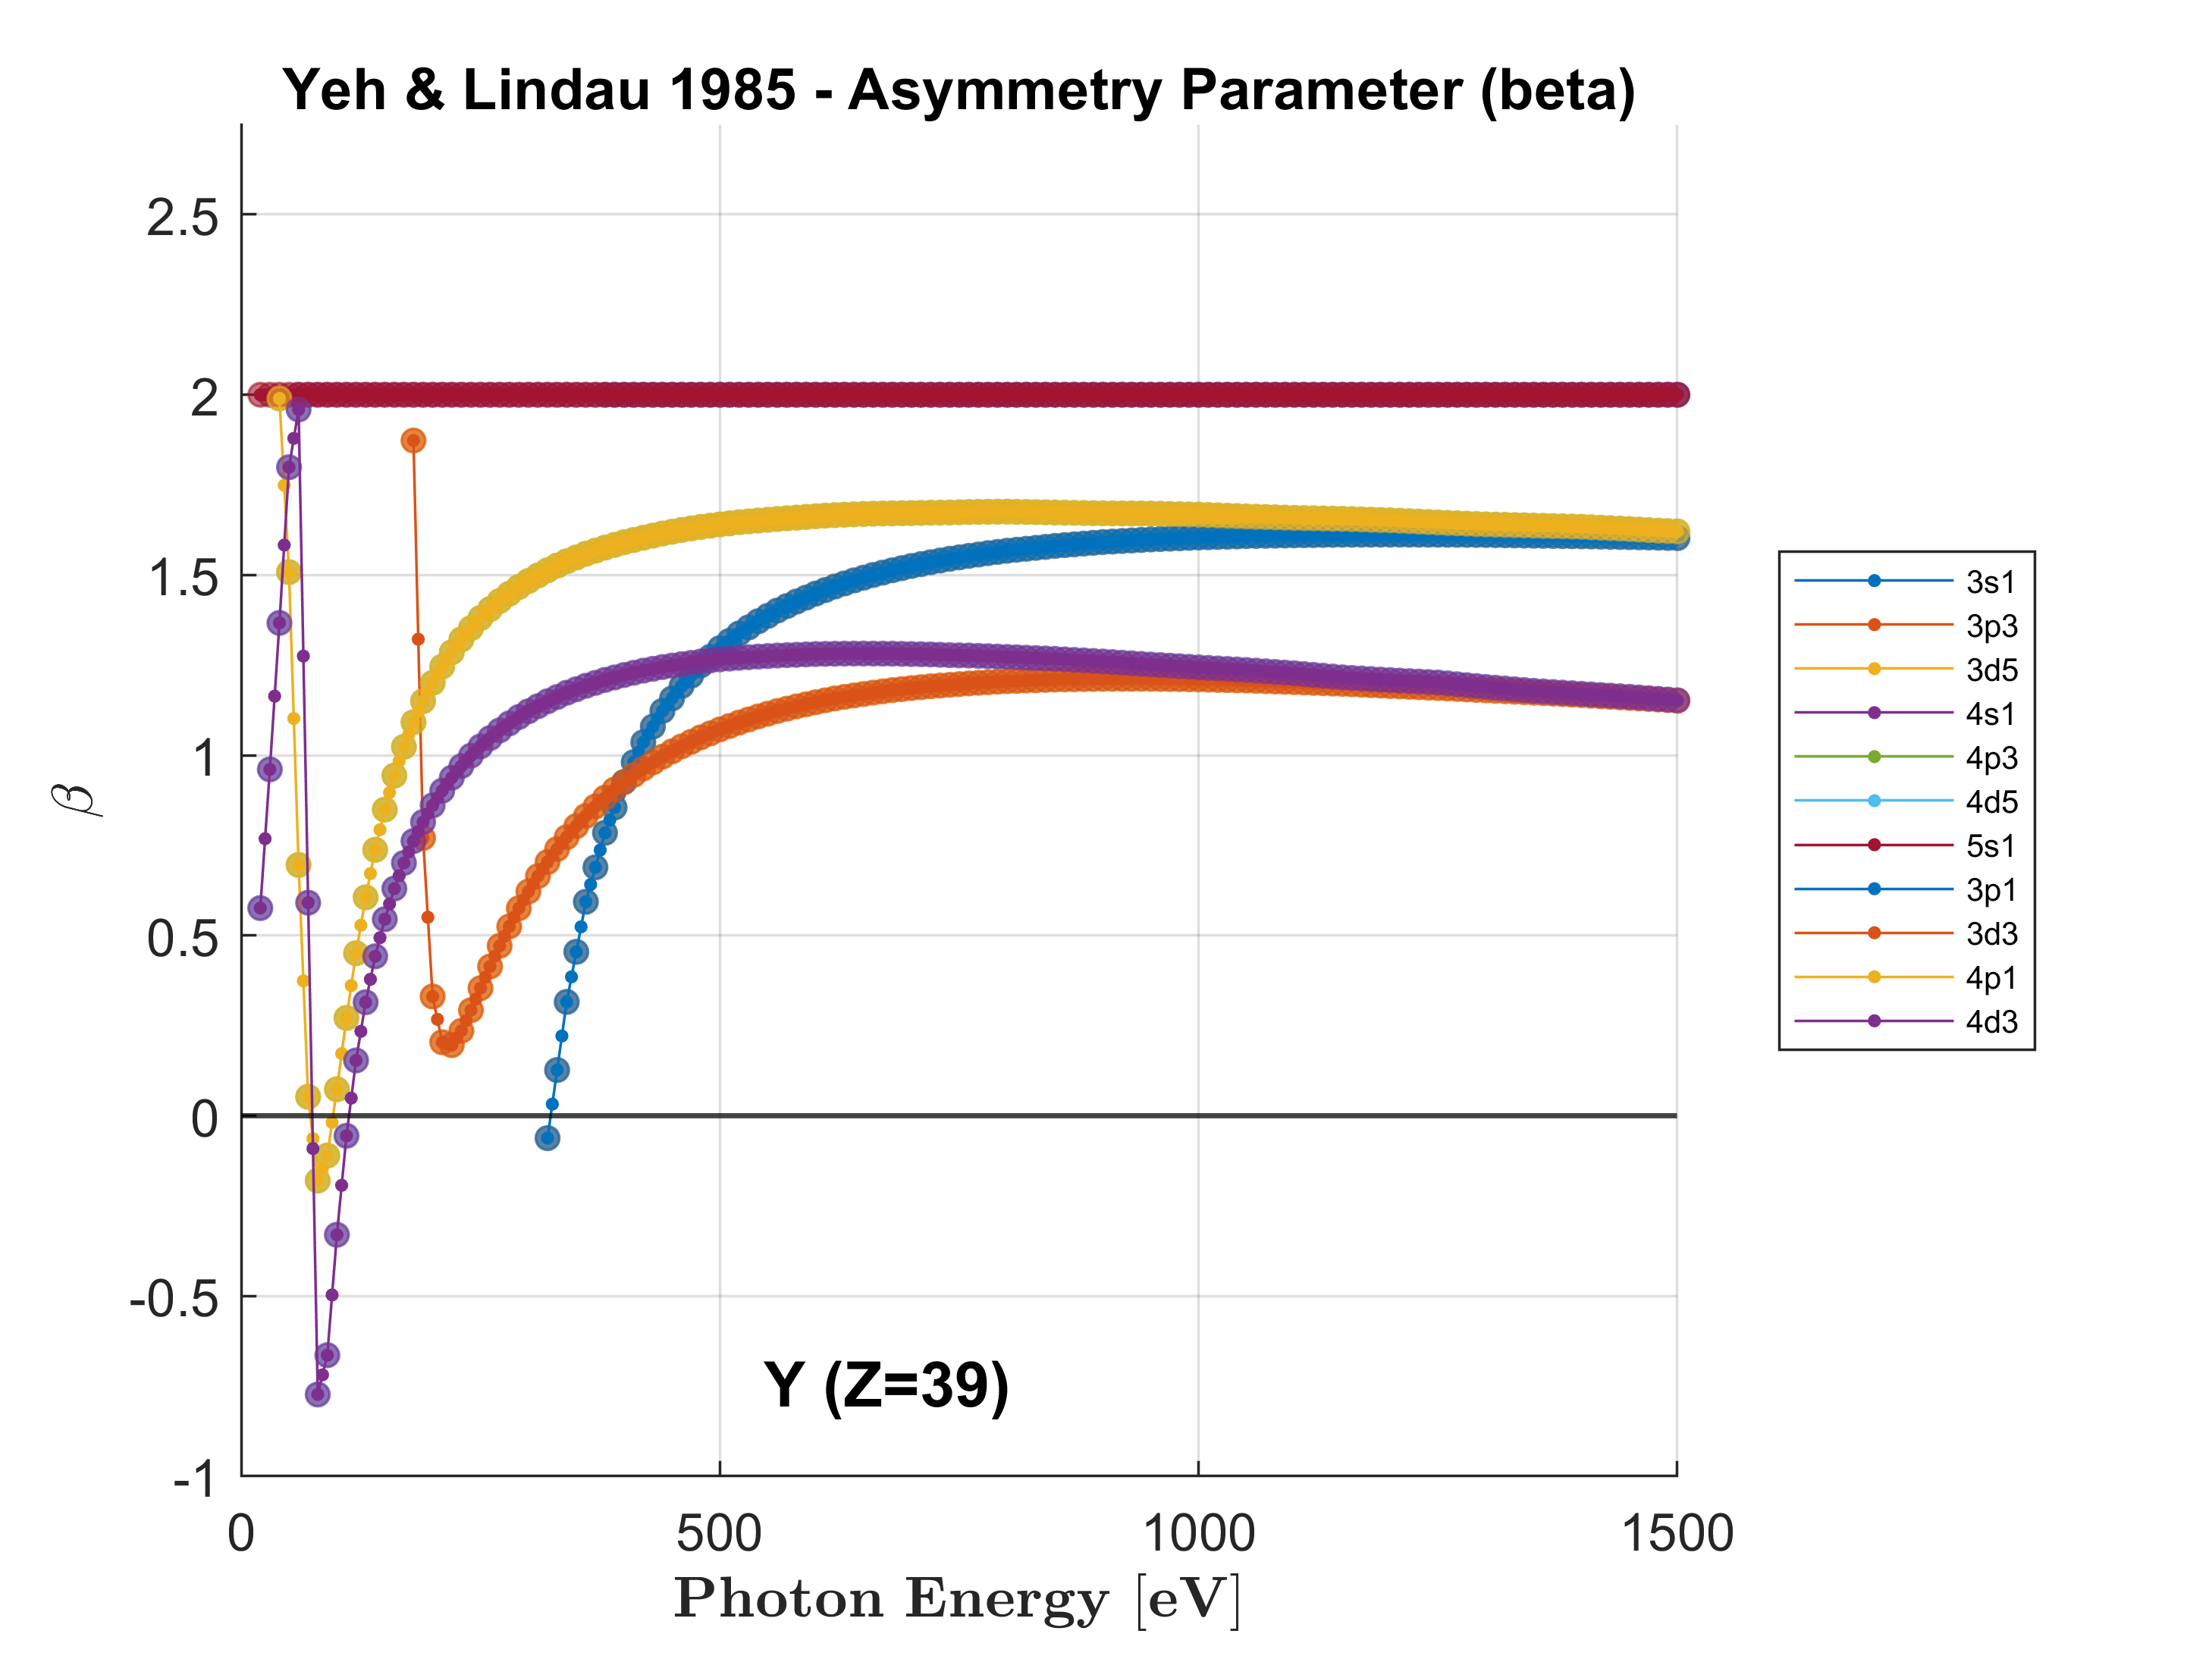 Yeh & Lindau 1985 - Asymmetry Parameter (beta)
2.5
2
1.5
1
0.5
0
-0.5
-1
β
0 500 1000 1500
Photon Energy [eV]
Y (Z=39)
3s1
3p3
3d5
4s1
4p3
4d5
5s1
3p1
3d3
4p1
4d3